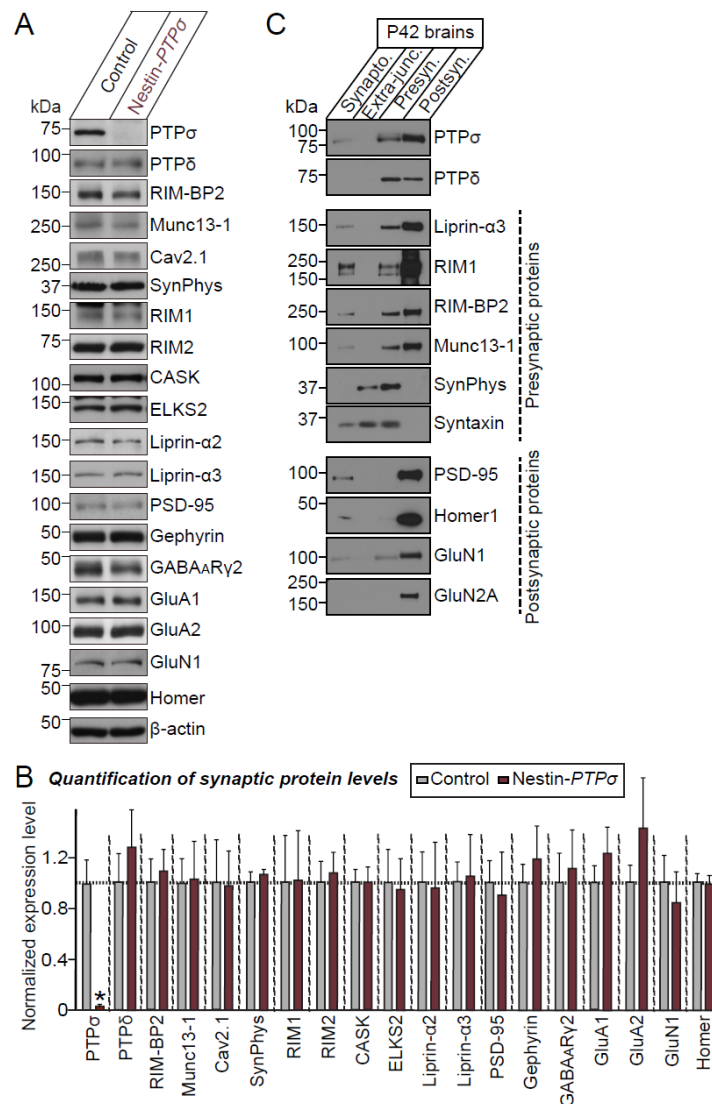 A
Control
Nestin-PTPσ
kDa
75 PTPσ
100 PTPδ
150 RIM-BP2
250 Munc13-1
250 Cav2.1
37 SynPhys
150 RIM1
75 RIM2
100 CASK
150 ELKS2
150 Liprin-α2
150 Liprin-α3
100 PSD-95
50 Gephyrin
50 GABAᴀRγ2
150 GluA1
100 GluA2
75 GluN1
50 Homer
50 β-actin
C
P42 brains
Synapto.
Extra-junc.
Presyn.
Postsyn.
kDa
100
75 PTPσ
75 PTPδ
150 Liprin-α3
250
150 RIM1
250 RIM-BP2
100 Munc13-1
37 SynPhys
37 Syntaxin
Presynaptic proteins
100 PSD-95
50 Homer1
100 GluN1
250
150 GluN2A
Postsynaptic proteins
B Quantification of synaptic protein levels
Control Nestin-PTPσ
Normalized expression level
1.2
0.8
0.4
0
*
PTPσ
PTPδ
RIM-BP2
Munc13-1
Cav2.1
SynPhys
RIM1
RIM2
CASK
ELKS2
Liprin-α2
Liprin-α3
PSD-95
Gephyrin
GABAᴀRγ2
GluA1
GluA2
GluN1
Homer